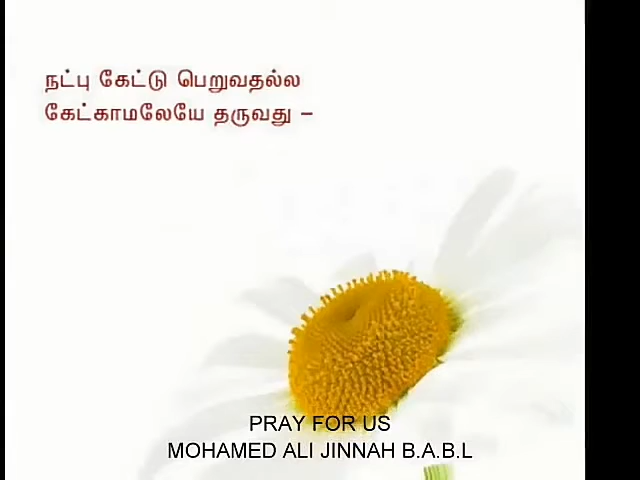 நட்பு கேட்டு பெறுவதல்ல
கேட்காமலேயே தருவது –
PRAY FOR US
MOHAMED ALI JINNAH B.A.B.L